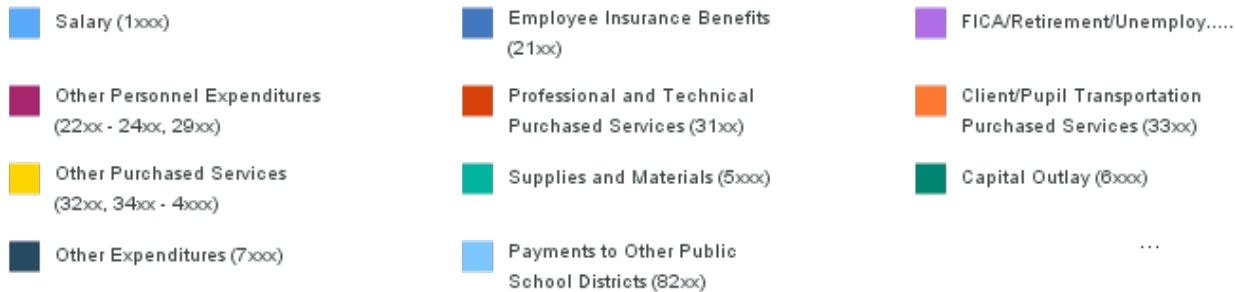 Salary (1xxx)
Employee Insurance Benefits
(21xx)
FICA/Retirement/Unemploy.....
Other Personnel Expenditures
(22xx - 24xx, 29xx)
Professional and Technical
Purchased Services (31xx)
Client/Pupil Transportation
Purchased Services (33xx)
Other Purchased Services
(32xx, 34xx - 4xxx)
Supplies and Materials (5xxx)
Capital Outlay (6xxx)
Other Expenditures (7xxx)
Payments to Other Public
School Districts (82xx)
...